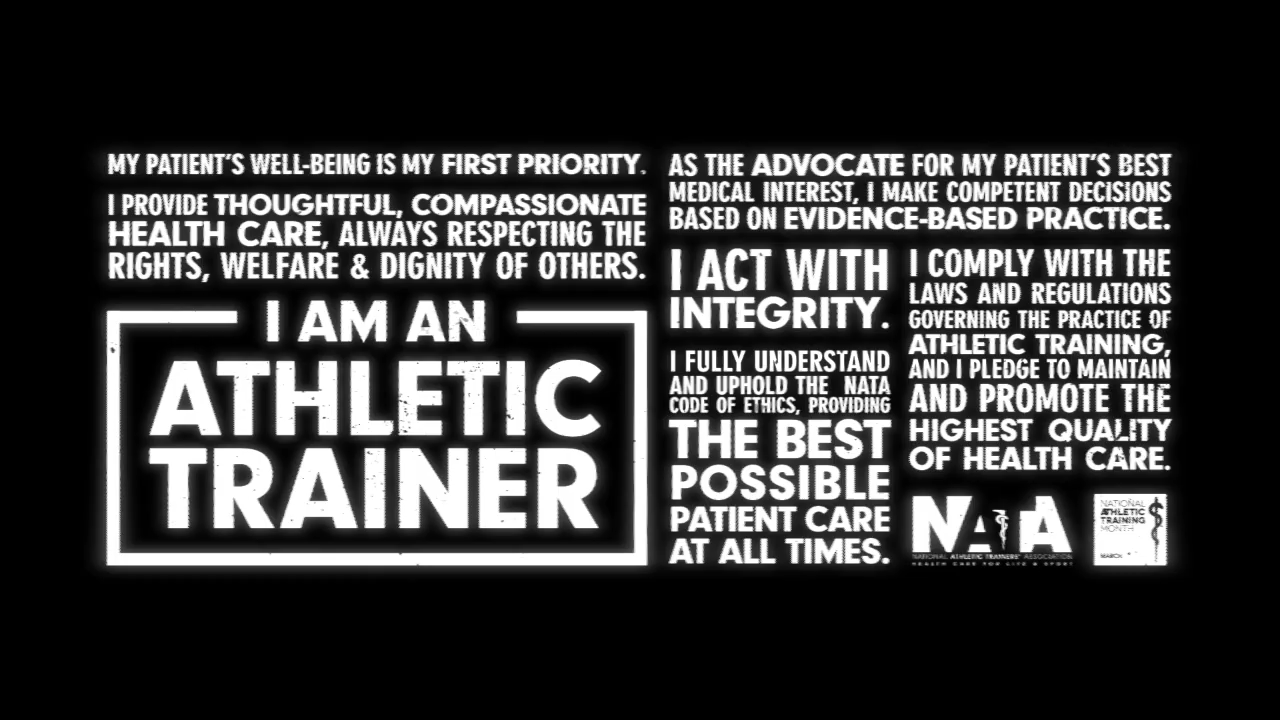 MY PATIENT'S WELL-BEING IS MY FIRST PRIORITY.
I PROVIDE THOUGHTFUL, COMPASSIONATE
HEALTH CARE, ALWAYS RESPECTING THE
RIGHTS, WELFARE & DIGNITY OF OTHERS.
I AM AN
ATHLETIC
TRAINER
AS THE ADVOCATE FOR MY PATIENT'S BEST
MEDICAL INTEREST, I MAKE COMPETENT DECISIONS
BASED ON EVIDENCE-BASED PRACTICE.
I ACT WITH
INTEGRITY.
I FULLY UNDERSTAND
AND UPHOLD THE NATA
CODE OF ETHICS, PROVIDING
THE BEST
POSSIBLE
PATIENT CARE
AT ALL TIMES.
I COMPLY WITH THE
LAWS AND REGULATIONS
GOVERNING THE PRACTICE OF
ATHLETIC TRAINING,
AND I PLEDGE TO MAINTAIN
AND PROMOTE THE
HIGHEST QUALITY
OF HEALTH CARE.
NATA
NATIONAL ATHLETIC TRAINERS' ASSOCIATION
HEALTH CARE FOR LIFE & SPORT
NATIONAL
ATHLETIC
TRAINING
MONTH
MARCH